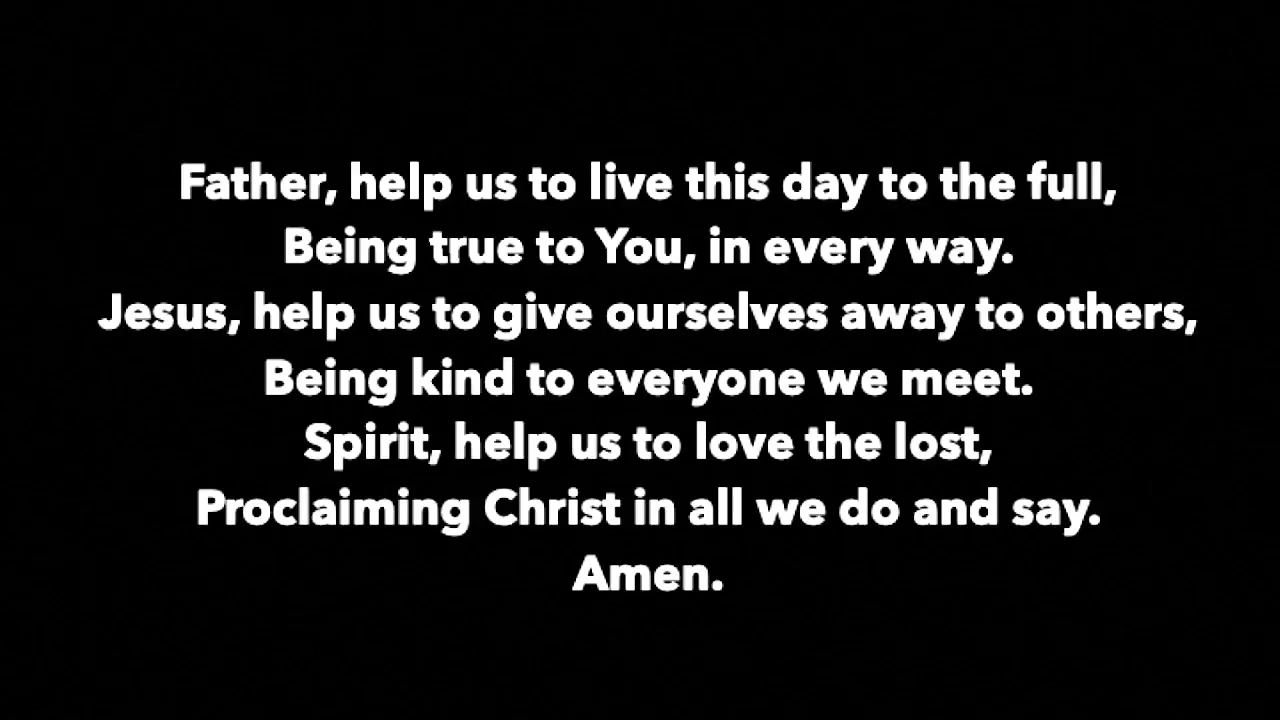 Father, help us to live this day to the full,
Being true to You, in every way.
Jesus, help us to give ourselves away to others,
Being kind to everyone we meet.
Spirit, help us to love the lost,
Proclaiming Christ in all we do and say.
Amen.